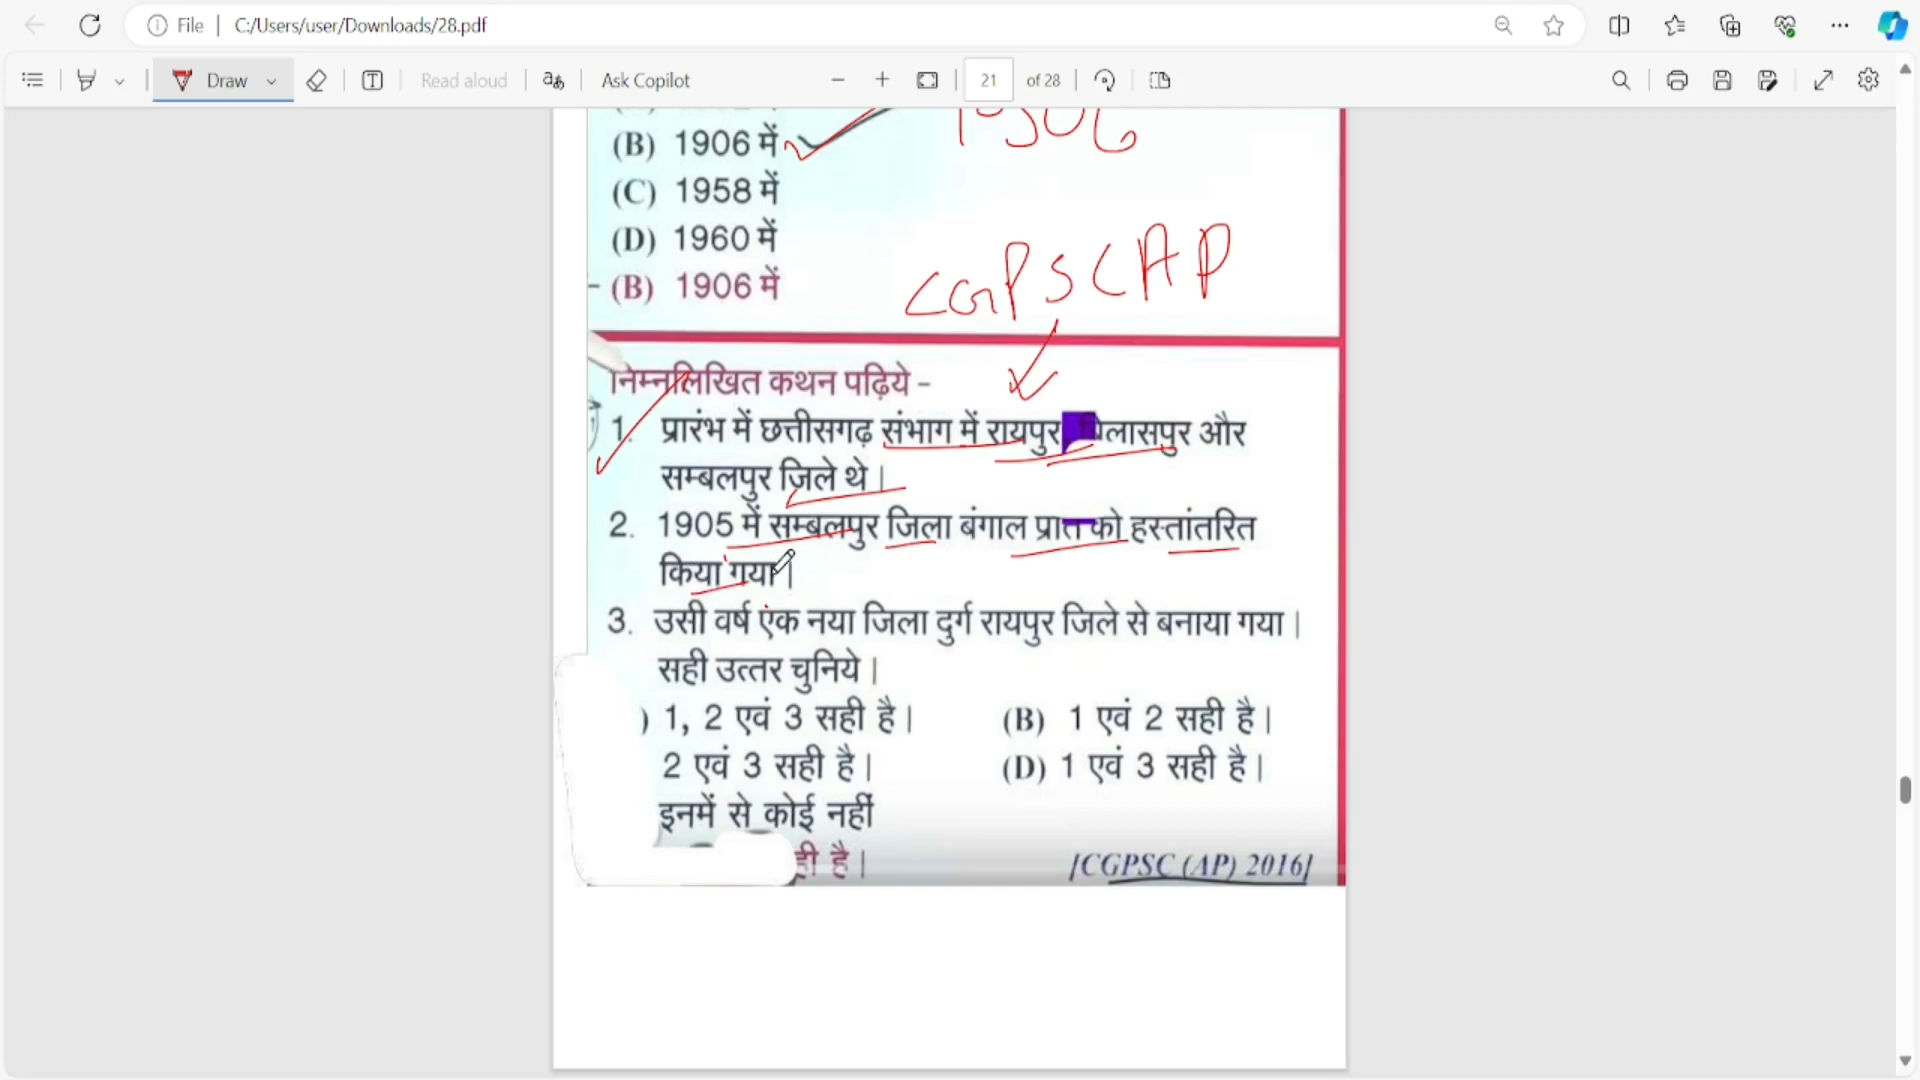 File
C:/Users/user/Downloads/28.pdf
Draw
Read aloud
Ask Copilot
21 of 28
(B) 1906 में
1906
(C) 1958 में
(D) 1960 में
(B) 1906 में
CGPSCAP
निम्नलिखित कथन पढ़िये -
1. प्रारंभ में छत्तीसगढ़ संभाग में रायपुर और
सम्बलपुर जिले थे।
2. 1905 में सम्बलपुर जिला बंगाल प्रात को हस्तांतरित
किया गया।
3. उसी वर्ष एक नया जिला दुर्ग रायपुर जिले से बनाया गया।
सही उत्तर चुनिये।
) 1, 2 एवं 3 सही है।
(B) 1 एवं 2 सही है।
2 एवं 3 सही है।
(D) 1 एवं 3 सही है।
इनमें से कोई नहीं
है।
[CGPSC (AP) 2016]